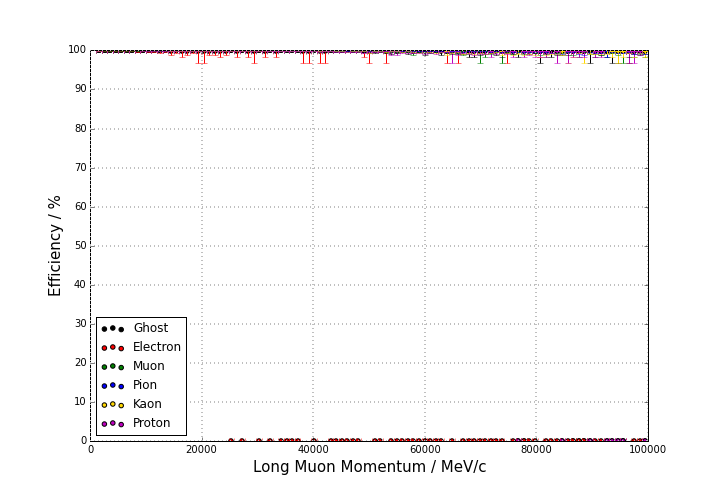 100
90
80
70
60
50
40
30
20
10
0
Efficiency / %
Ghost
Electron
Muon
Pion
Kaon
Proton
0 20000 40000 60000 80000 100000
Long Muon Momentum / MeV/c